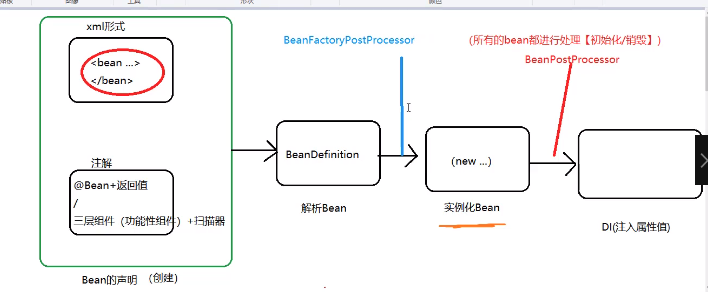 xml形式
<bean ...>
</bean>
注解
@Bean+返回值
/
三层组件（功能性组件）+扫描器
Bean的声明 （创建）
BeanDefinition
解析Bean
BeanFactoryPostProcessor
(new ...)
实例化Bean
(所有的bean都进行处理【初始化/销毁】)
BeanPostProcessor
DI(注入属性值)